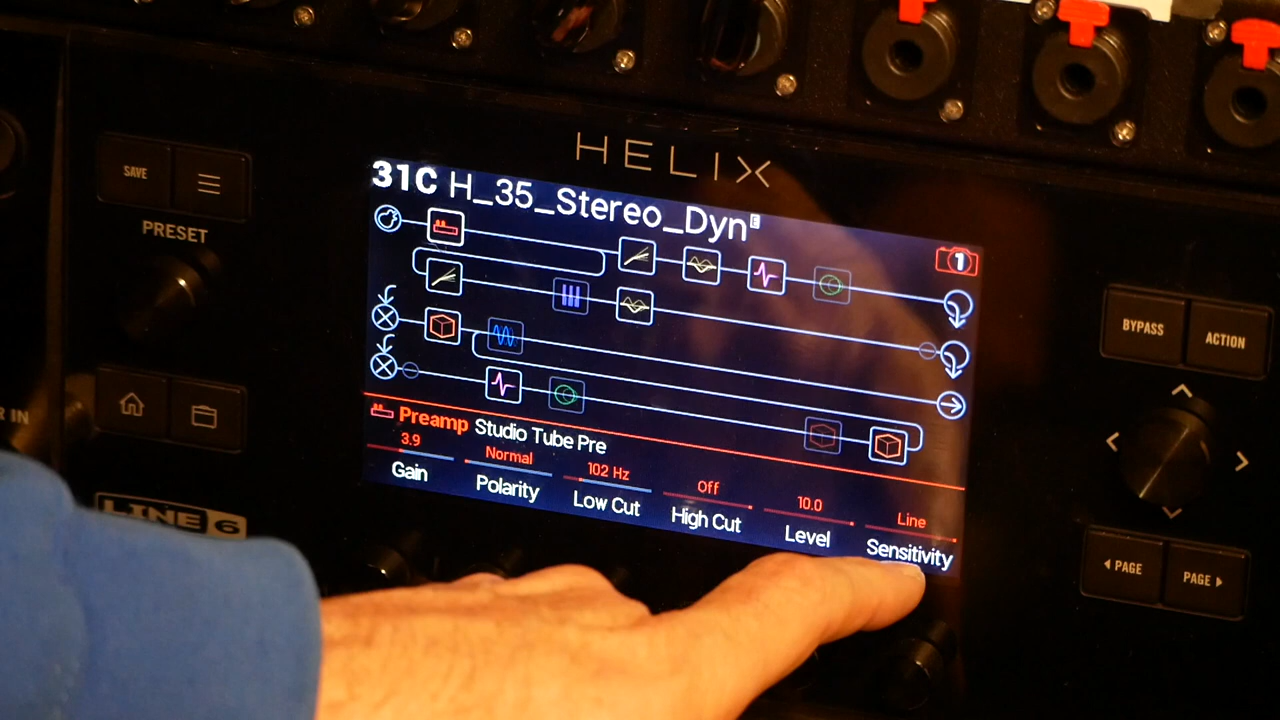 HELIX
SAVE
PRESET
31C H_35_Stereo_Dyn E
1
BYPASS
ACTION
R IN
Preamp Studio Tube Pre
3.9 Normal 102 Hz Off 10.0 Line
Gain Polarity Low Cut High Cut Level Sensitivity
LINE 6
PAGE
PAGE